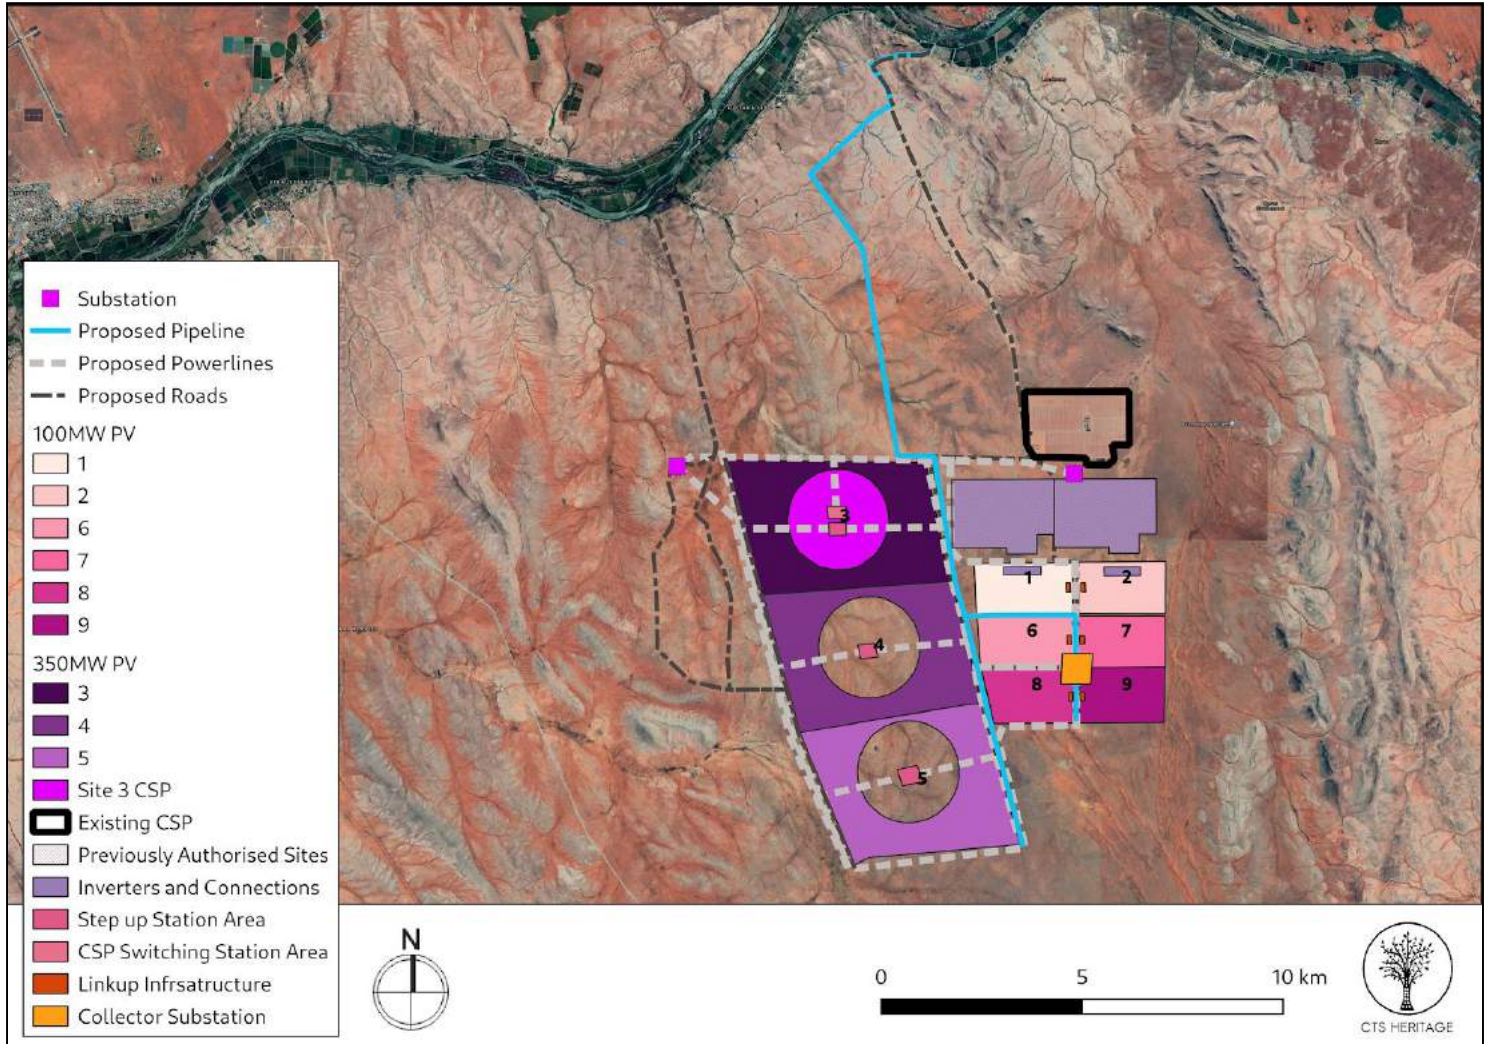 Substation
Proposed Pipeline
Proposed Powerlines
Proposed Roads
100MW PV
1
2
6
7
8
9
350MW PV
3
4
5
Site 3 CSP
Existing CSP
Previously Authorised Sites
Inverters and Connections
Step up Station Area
CSP Switching Station Area
Linkup Infrsatructure
Collector Substation
3
1
2
4
6
7
8
9
5
N
0 5 10 km
CTS HERITAGE